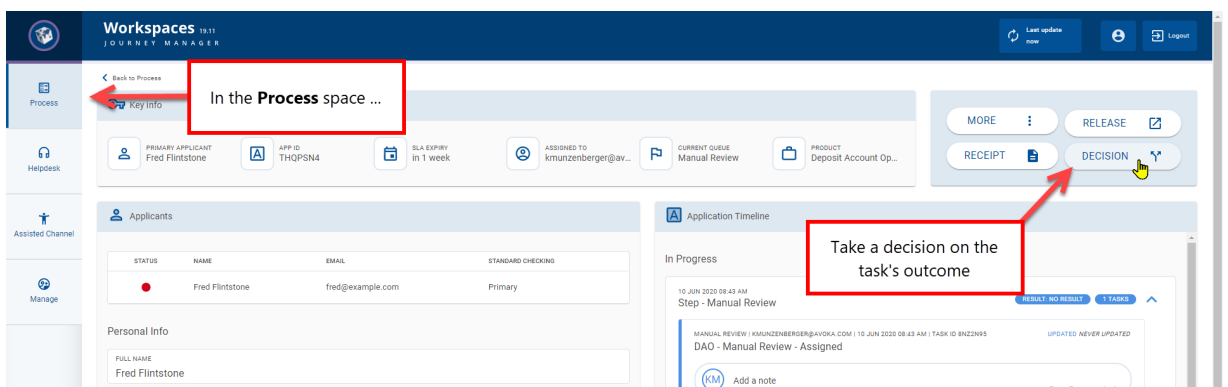 Workspaces 19.11
JOURNEY MANAGER
Last update
now
Logout
Process
Helpdesk
Assisted Channel
Manage
Back to Process
Key info
In the Process space ...
PRIMARY APPLICANT
Fred Flintstone
APP ID
THQPSN4
SLA EXPIRY
in 1 week
ASSIGNED TO
kmunzenberger@av...
CURRENT QUEUE
Manual Review
PRODUCT
Deposit Account Op...
MORE
RELEASE
RECEIPT
DECISION
Take a decision on the
task's outcome
Applicants
STATUS NAME EMAIL STANDARD CHECKING
Fred Flintstone fred@example.com Primary
Personal Info
FULL NAME
Fred Flintstone
Application Timeline
In Progress
10 JUN 2020 08:43 AM
Step - Manual Review
RESULT: NO RESULT 1 TASKS
MANUAL REVIEW | KMUNZENBERGER@AVOKA.COM | 10 JUN 2020 08:43 AM | TASK ID 8NZ2N95 UPDATED NEVER UPDATED
DAO - Manual Review - Assigned
KM Add a note